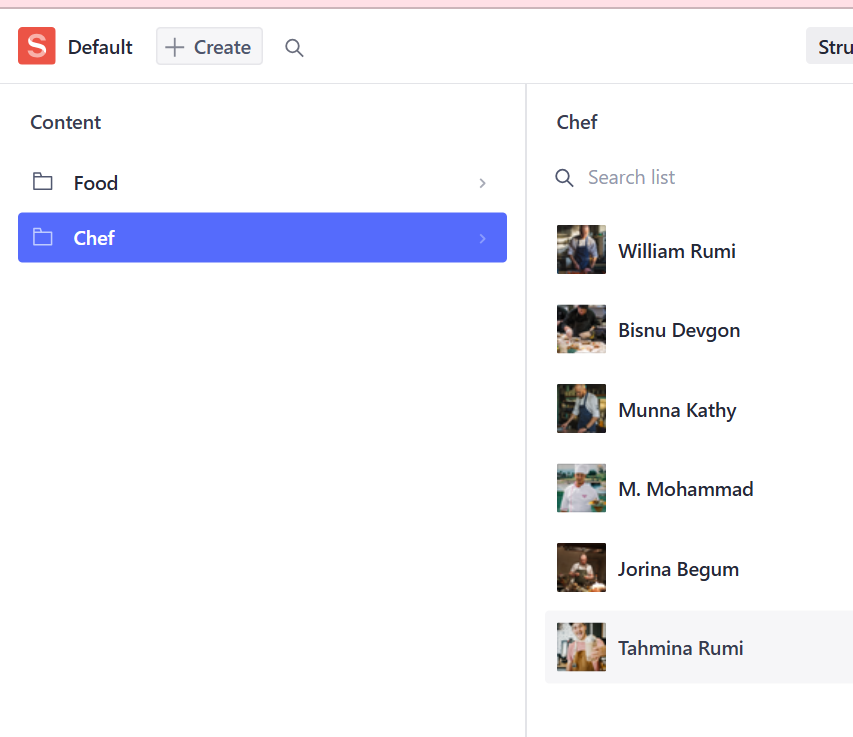 S Default + Create Stru
Content
Food
Chef
Chef
Search list
William Rumi
Bisnu Devgon
Munna Kathy
M. Mohammad
Jorina Begum
Tahmina Rumi